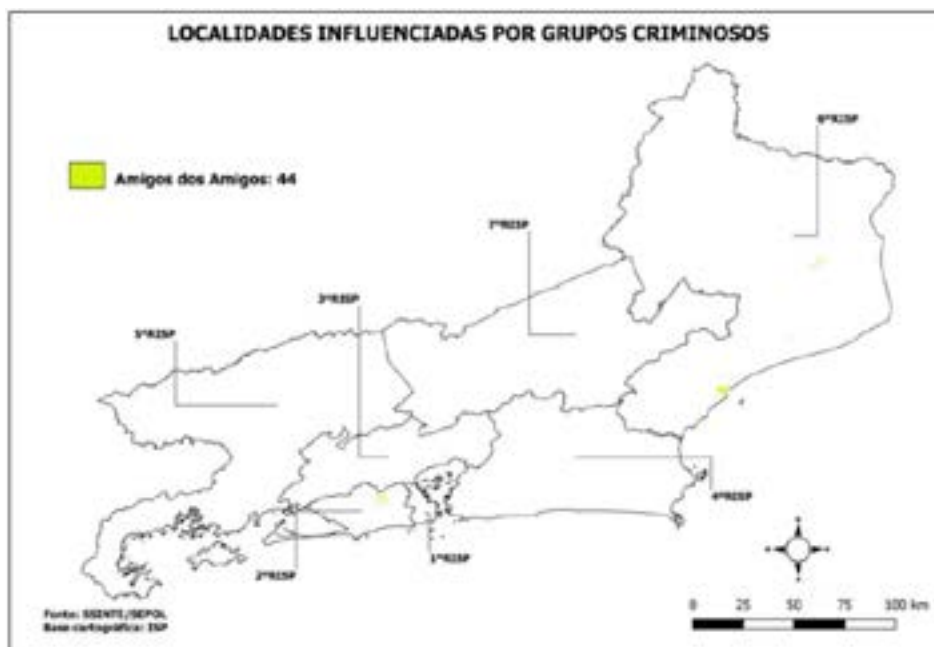 LOCALIDADES INFLUENCIADAS POR GRUPOS CRIMINOSOS
6ªRISP
Amigos dos Amigos: 44
7ªRISP
3ªRISP
5ªRISP
4ªRISP
1ªRISP
2ªRISP
Fonte: SSINTE/SEPOL
Base cartográfica: ISP
0 25 50 75 100 km